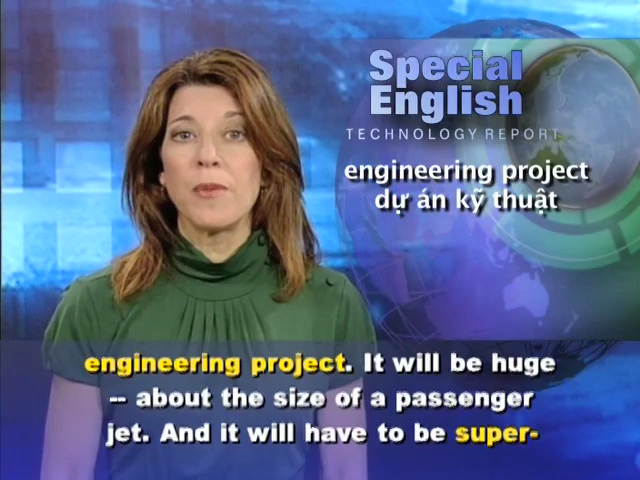 Special
English
TECHNOLOGY REPORT
engineering project
dự án kỹ thuật
engineering project. It will be huge
-- about the size of a passenger
jet. And it will have to be super-